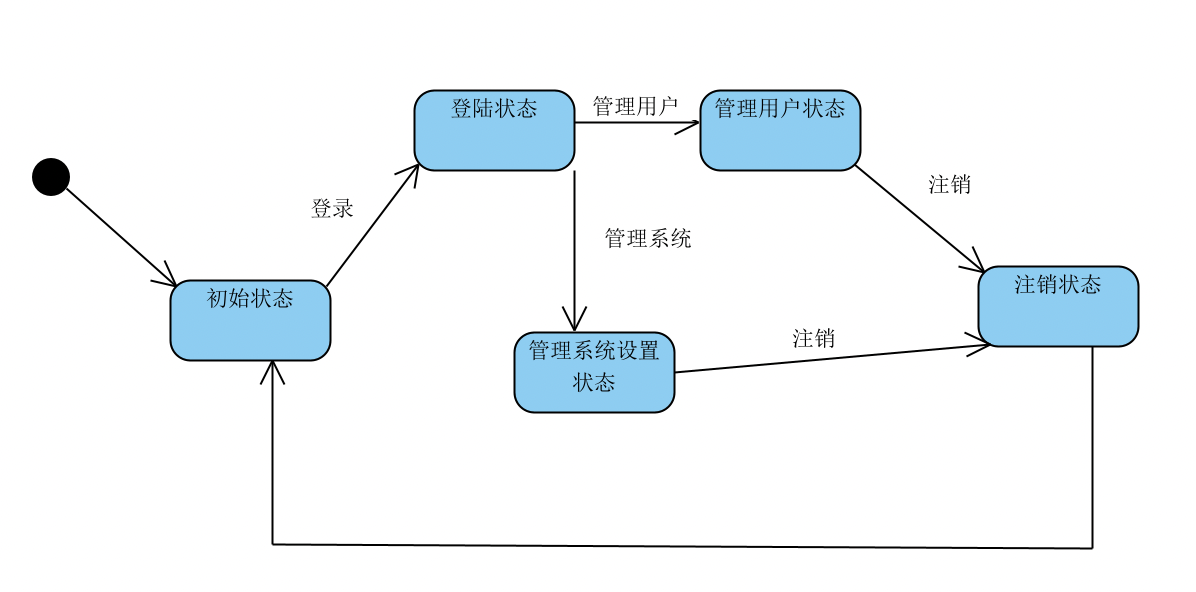 登陆状态
管理用户
管理用户状态
登录
注销
管理系统
初始状态
注销状态
管理系统设置
状态
注销